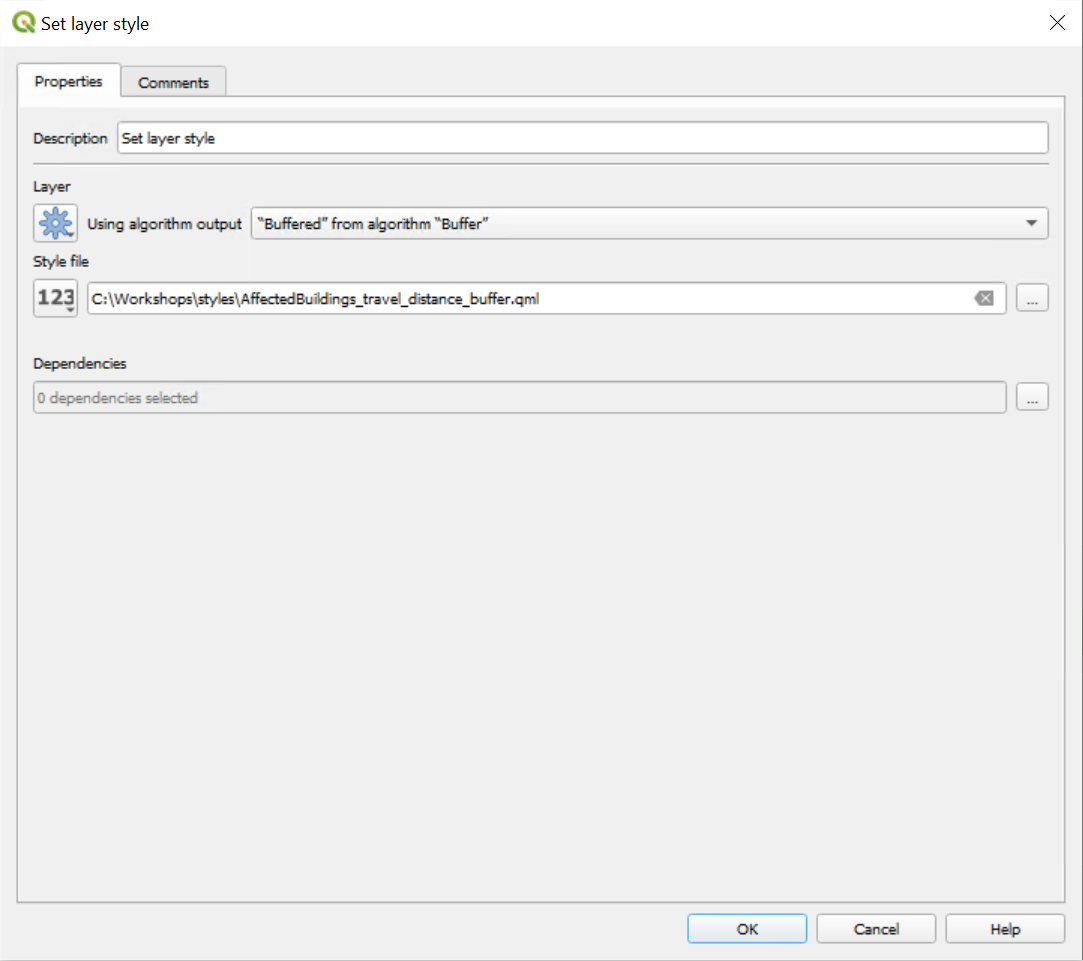 Set layer style
Properties Comments
Description Set layer style
Layer
Using algorithm output “Buffered” from algorithm “Buffer”
Style file
123 C:\Workshops\styles\AffectedBuildings_travel_distance_buffer.qml ...
Dependencies
0 dependencies selected ...
OK Cancel Help